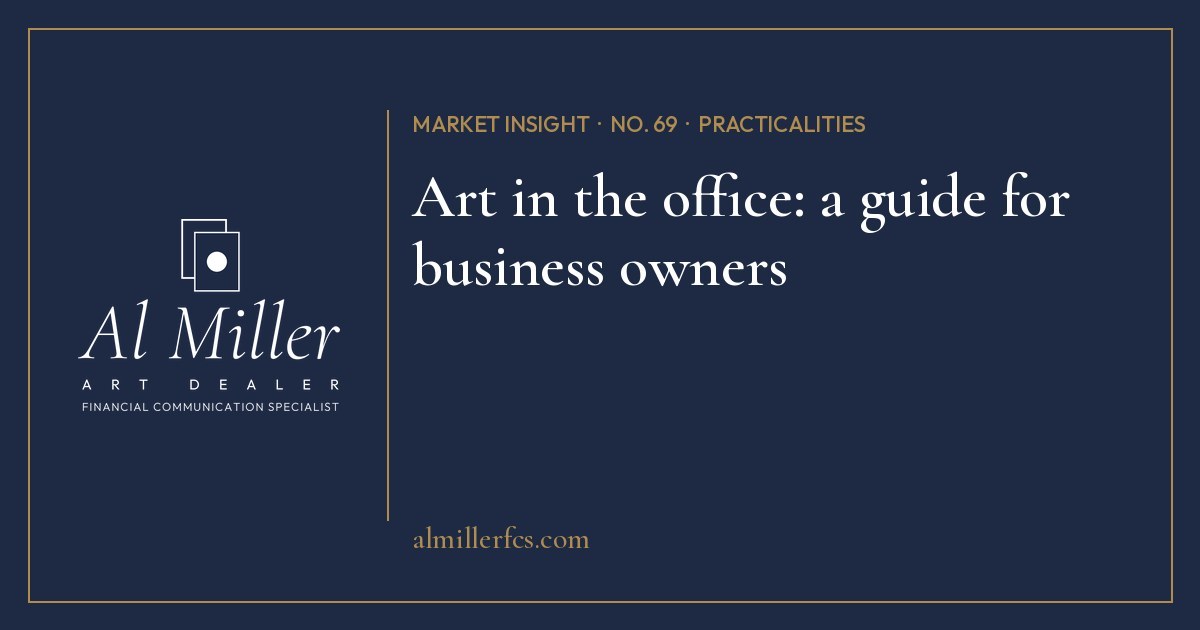 Al Miller
ART DEALER
FINANCIAL COMMUNICATION SPECIALIST
MARKET INSIGHT · NO. 69 · PRACTICALITIES
Art in the office: a guide for
business owners
almillerfcs.com